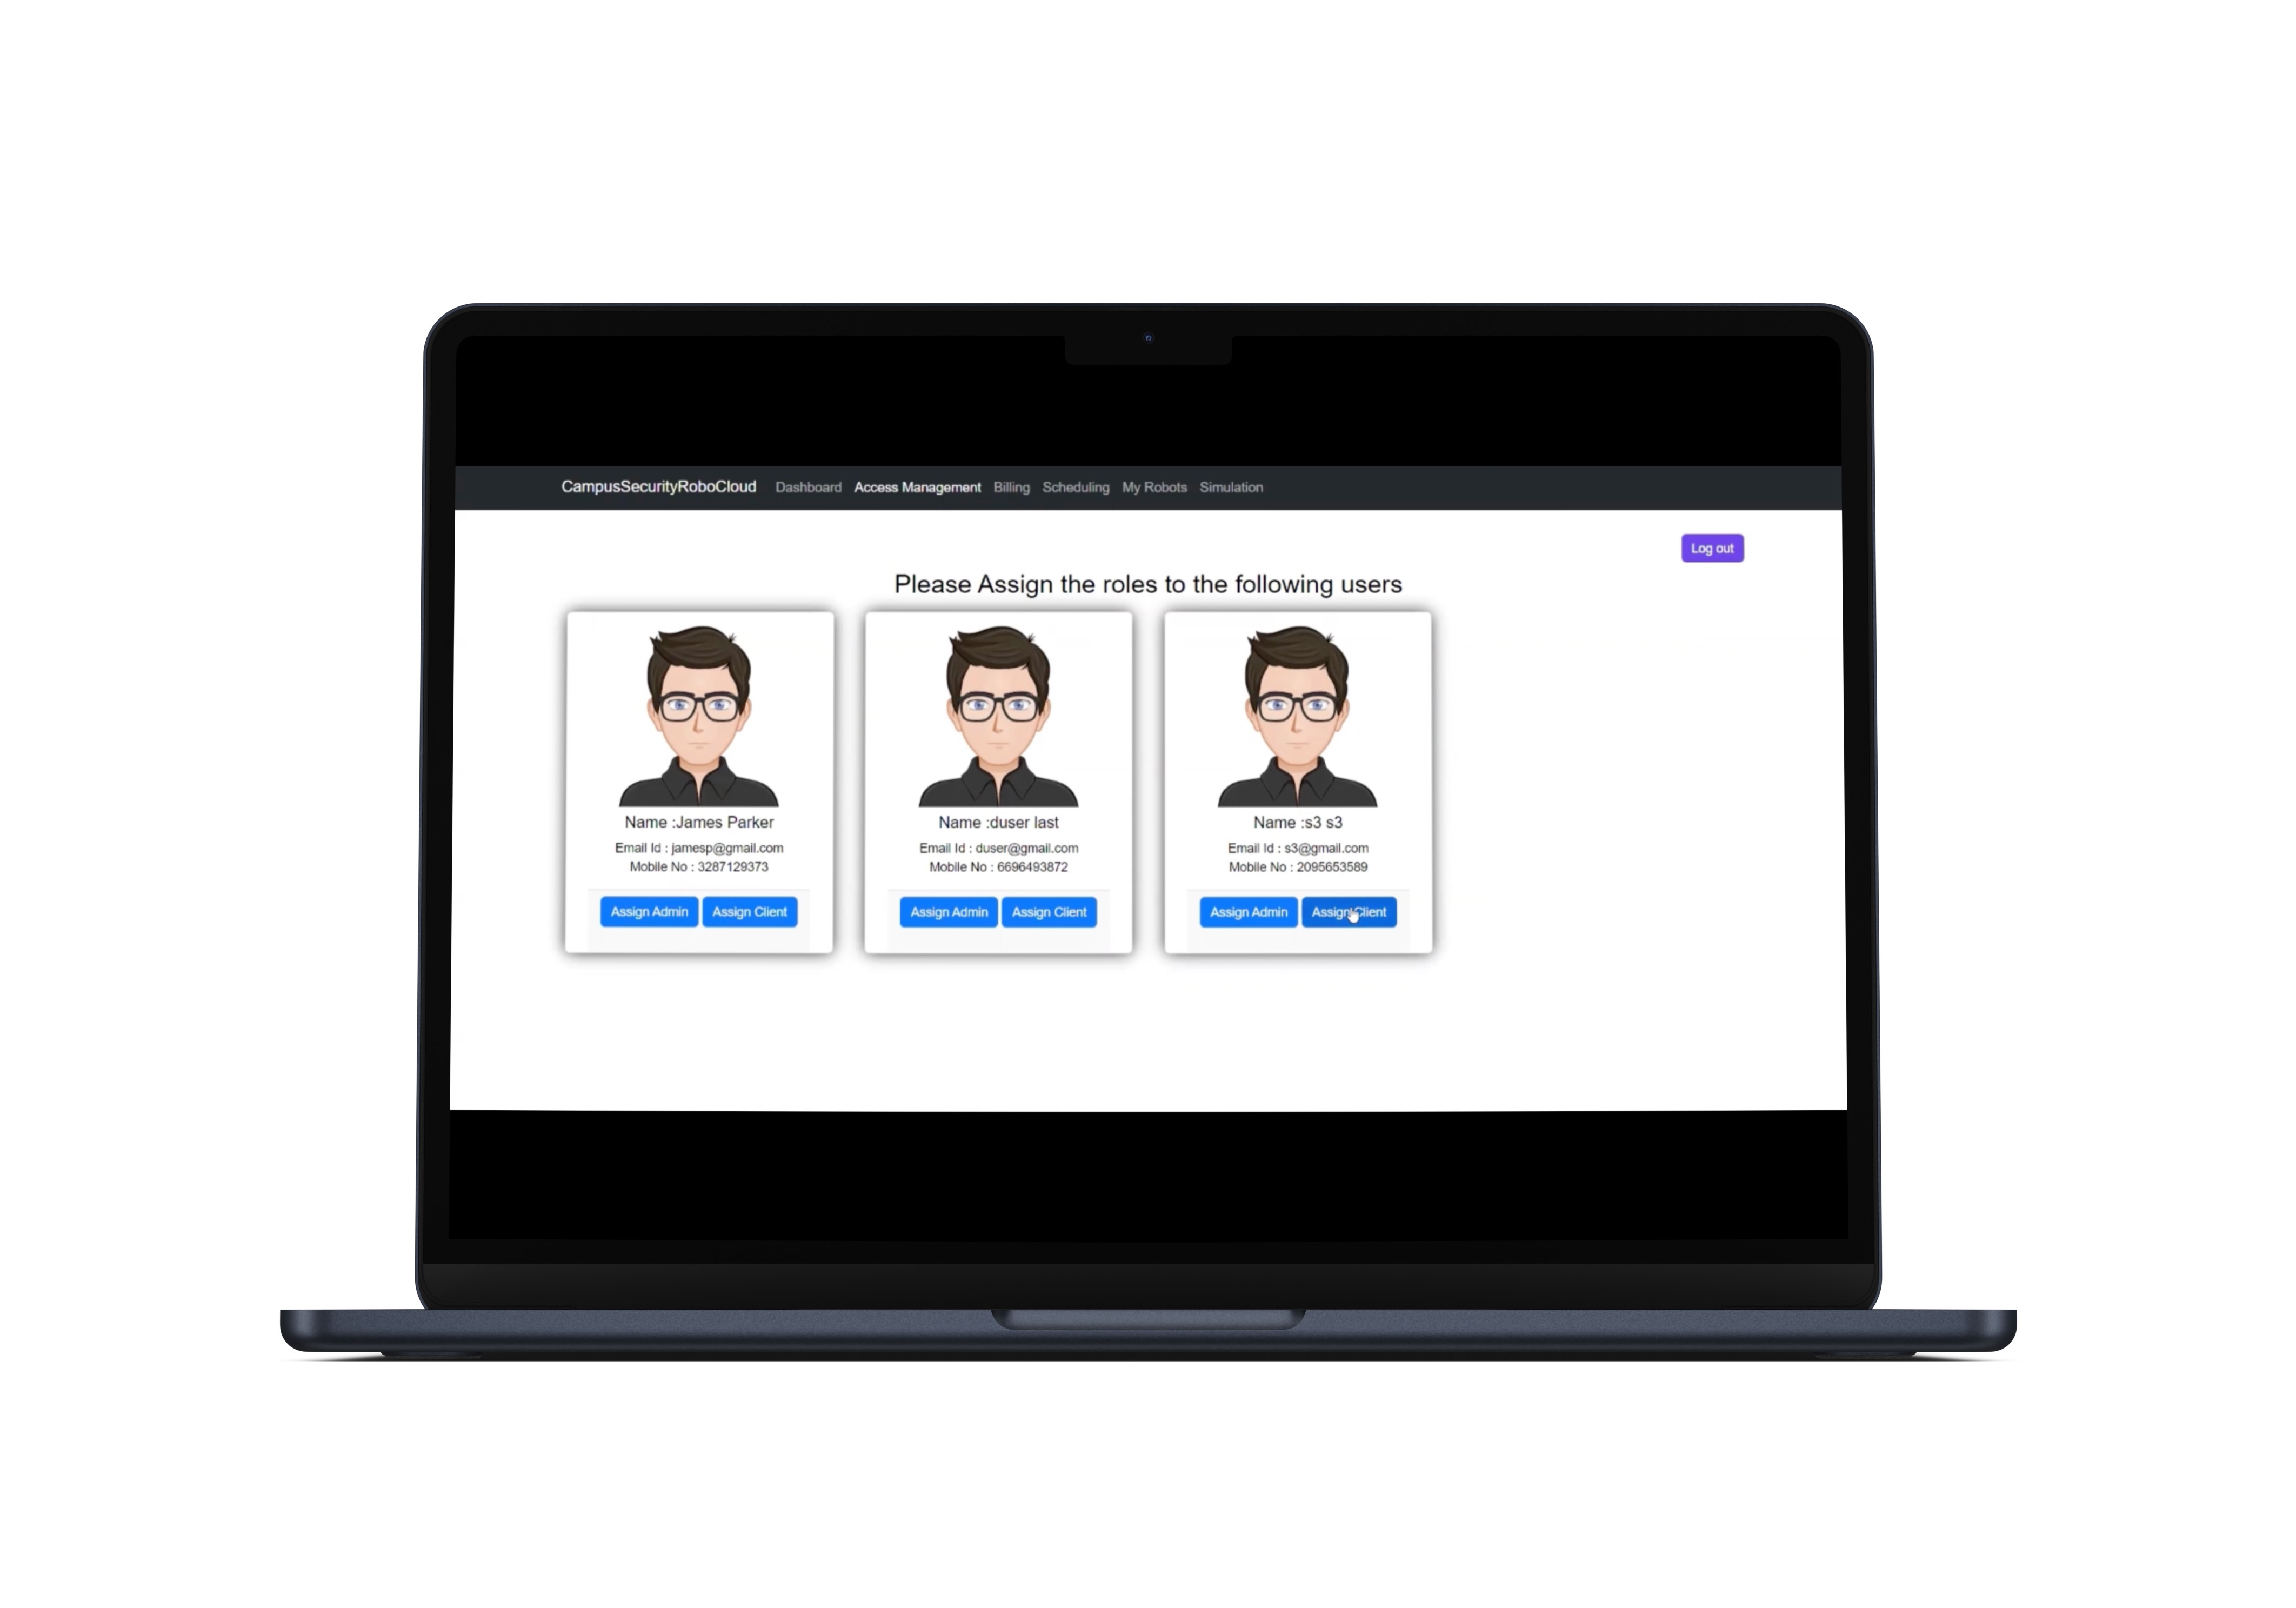 CampusSecurityRoboCloud Dashboard Access Management Billing Scheduling My Robots Simulation
Log out
Please Assign the roles to the following users
Name :James Parker
Email Id : jamesp@gmail.com
Mobile No : 3287129373
Assign Admin Assign Client
Name :duser last
Email Id : duser@gmail.com
Mobile No : 6696493872
Assign Admin Assign Client
Name :s3 s3
Email Id : s3@gmail.com
Mobile No : 2095653589
Assign Admin Assign Client